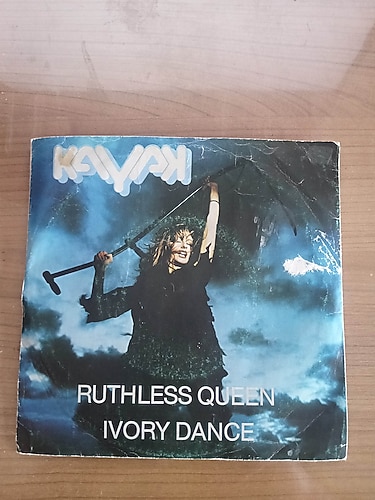 KAYAK
RUTHLESS QUEEN
IVORY DANCE